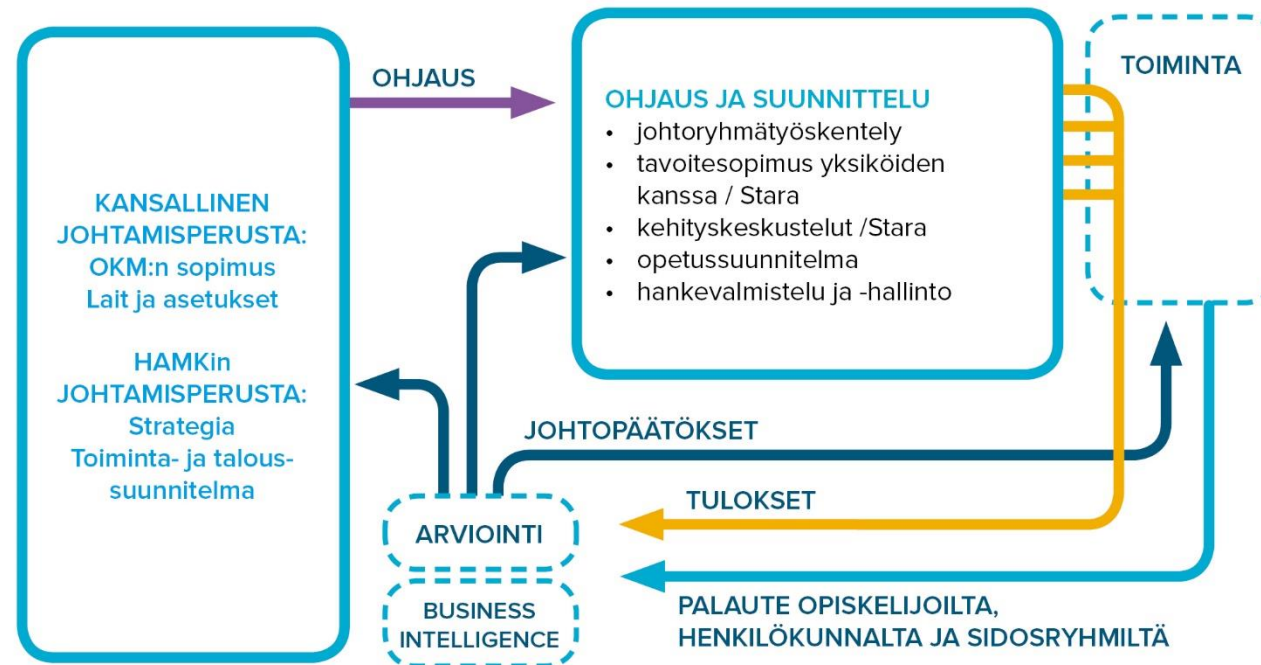 KANSALLINEN
JOHTAMISPERUSTA:
OKM:n sopimus
Lait ja asetukset
HAMKin
JOHTAMISPERUSTA:
Strategia
Toiminta- ja talous-
suunnitelma
OHJAUS
OHJAUS JA SUUNNITTELU
• johtoryhmätyöskentely
• tavoitesopimus yksiköiden
kanssa / Stara
• kehityskeskustelut /Stara
• opetussuunnitelma
• hankevalmistelu ja -hallinto
TOIMINTA
JOHTOPÄÄTÖKSET
TULOKSET
ARVIOINTI
BUSINESS
INTELLIGENCE
PALAUTE OPISKELIJOILTA,
HENKILÖKUNNALTA JA SIDOSRYHMILTÄ